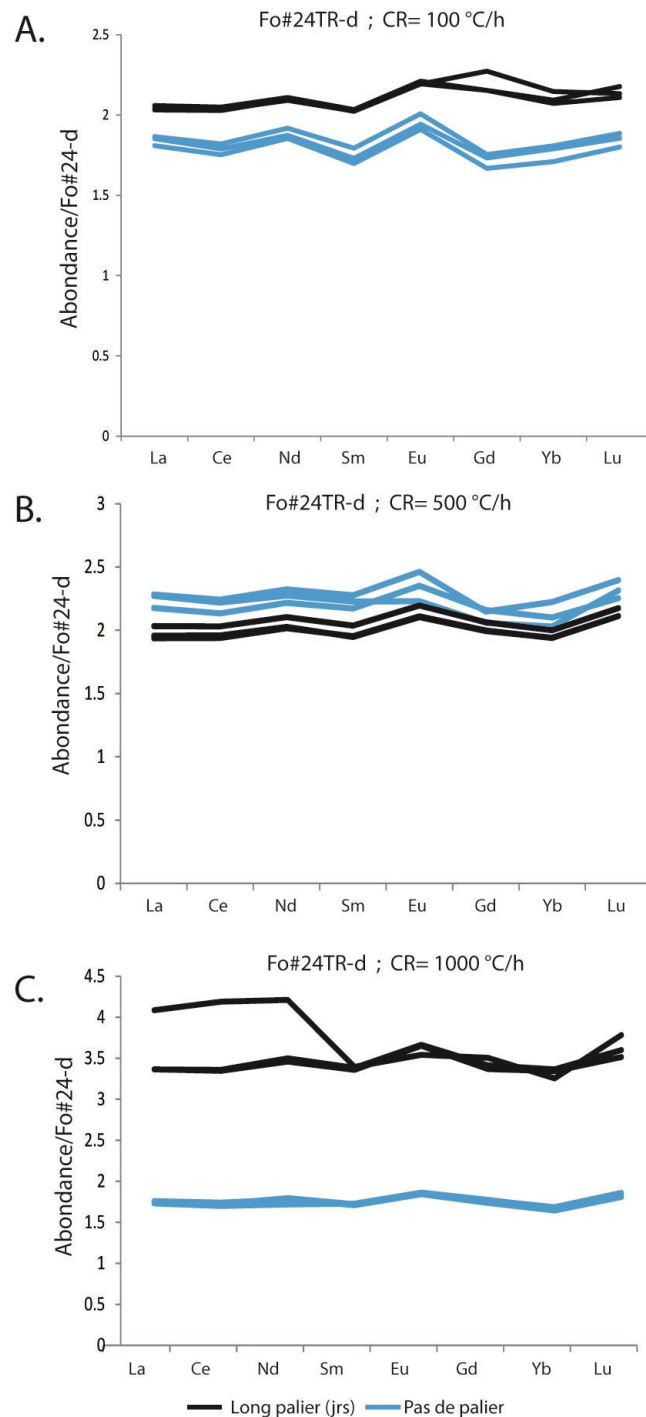 A.
Fo#24TR-d ; CR= 100 °C/h
Abondance/Fo#24-d
2.5
2
1.5
1
0.5
0
La Ce Nd Sm Eu Gd Yb Lu
B.
Fo#24TR-d ; CR= 500 °C/h
Abondance/Fo#24-d
3
2.5
2
1.5
1
0.5
0
La Ce Nd Sm Eu Gd Yb Lu
C.
Fo#24TR-d ; CR= 1000 °C/h
Abondance/Fo#24-d
4.5
4
3.5
3
2.5
2
1.5
1
0.5
0
La Ce Nd Sm Eu Gd Yb Lu
Long palier (jrs) Pas de palier